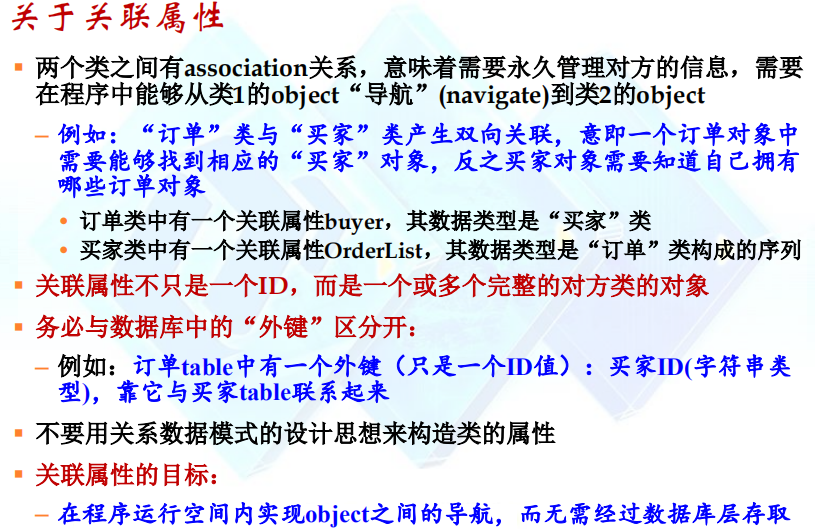 关于关联属性
▪ 两个类之间有association关系，意味着需要永久管理对方的信息，需要
在程序中能够从类1的object“导航”(navigate)到类2的object
– 例如：“订单”类与“买家”类产生双向关联，意即一个订单对象中
需要能够找到相应的“买家”对象，反之买家对象需要知道自己拥有
哪些订单对象
• 订单类中有一个关联属性buyer，其数据类型是“买家”类
• 买家类中有一个关联属性OrderList，其数据类型是“订单”类构成的序列
▪ 关联属性不只是一个ID，而是一个或多个完整的对方类的对象
▪ 务必与数据库中的“外键”区分开：
– 例如：订单table中有一个外键（只是一个ID值）：买家ID(字符串类
型)，靠它与买家table联系起来
▪ 不要用关系数据模式的设计思想来构造类的属性
▪ 关联属性的目标：
– 在程序运行空间内实现object之间的导航，而无需经过数据库层存取